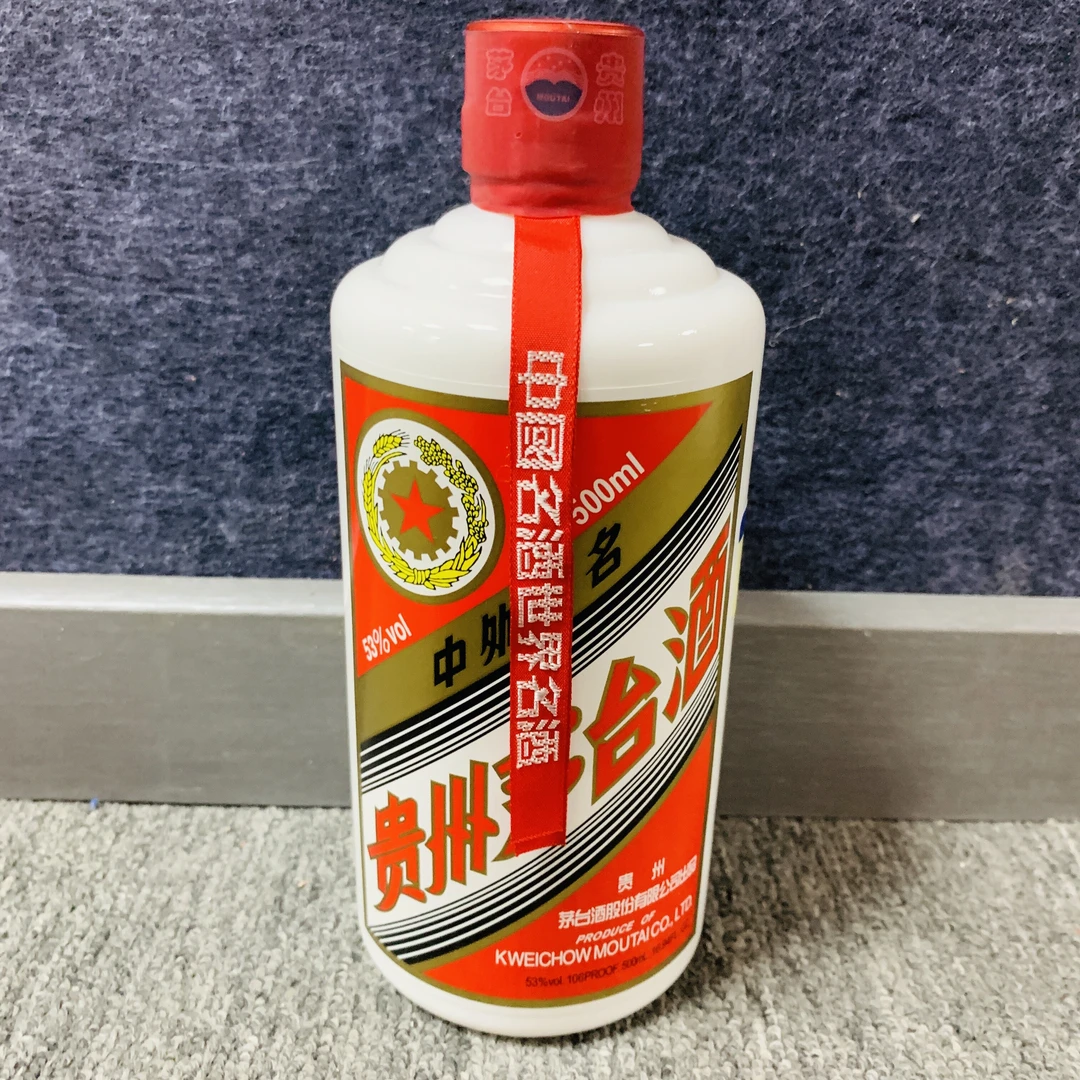 贵州
茅台
MOUTAI
中国名酒世界名酒
500ml
53%vol
中外 名
贵州茅台酒
贵州
茅台酒股份有限公司出品
PRODUCE OF
KWEICHOW MOUTAI CO., LTD.
53%vol 106PROOF 500mL